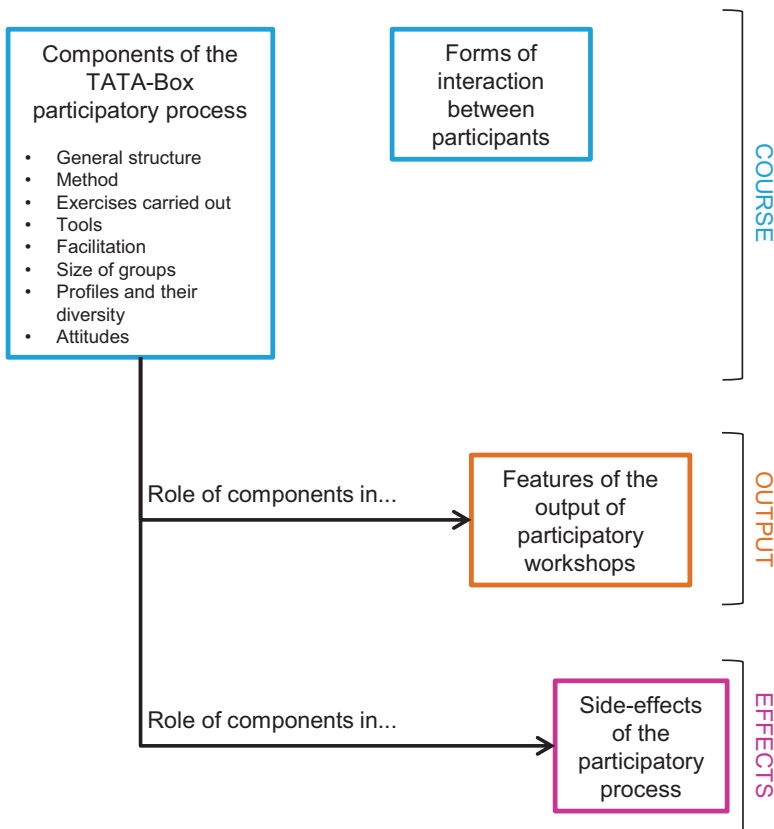 Components of the
TATA-Box
participatory process
• General structure
• Method
• Exercises carried out
• Tools
• Facilitation
• Size of groups
• Profiles and their
diversity
• Attitudes
Forms of
interaction
between
participants
COURSE
Role of components in...
Features of the
output of
participatory
workshops
OUTPUT
Role of components in...
Side-effects
of the
participatory
process
EFFECTS